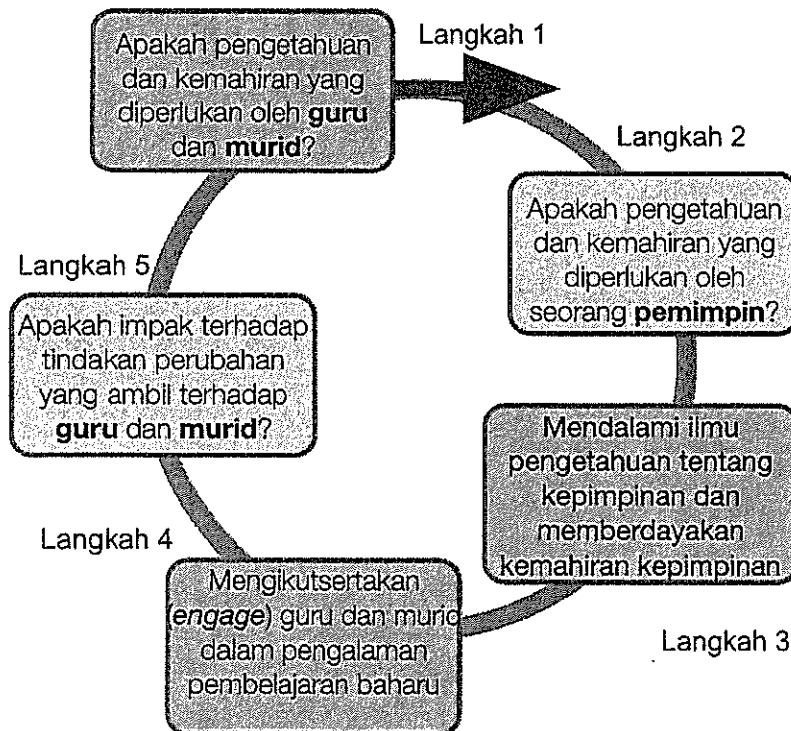 Langkah 1
Apakah pengetahuan
dan kemahiran yang
diperlukan oleh guru
dan murid?
Langkah 2
Apakah pengetahuan
dan kemahiran yang
diperlukan oleh
seorang pemimpin?
Langkah 3
Mendalami ilmu
pengetahuan tentang
kepimpinan dan
memberdayakan
kemahiran kepimpinan
Langkah 4
Mengikutsertakan
(engage) guru dan murid
dalam pengalaman
pembelajaran baharu
Langkah 5
Apakah impak terhadap
tindakan perubahan
yang ambil terhadap
guru dan murid?